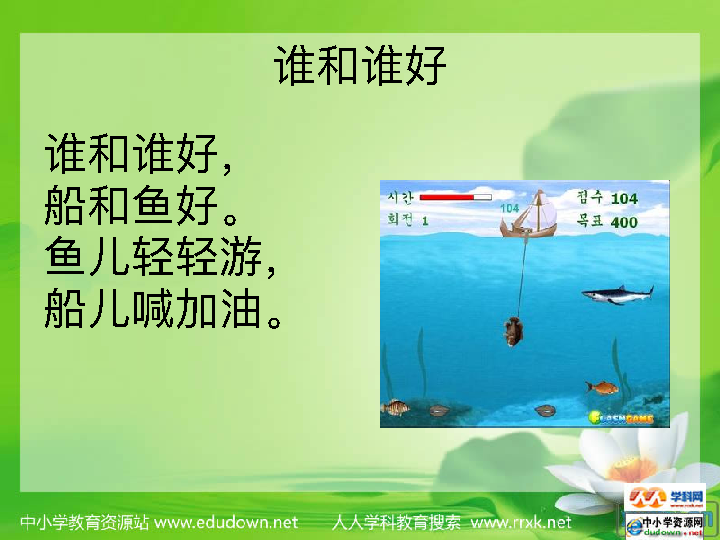 谁和谁好
谁和谁好，
船和鱼好。
鱼儿轻轻游，
船儿喊加油。
시간
104
점수 104
회전 1
목표 400
FLASHGAME
中小学教育资源站 www.edudown.net
人人学科教育搜索 www.rrxk.net
学科网
www.rrxk.net
中小学资源网